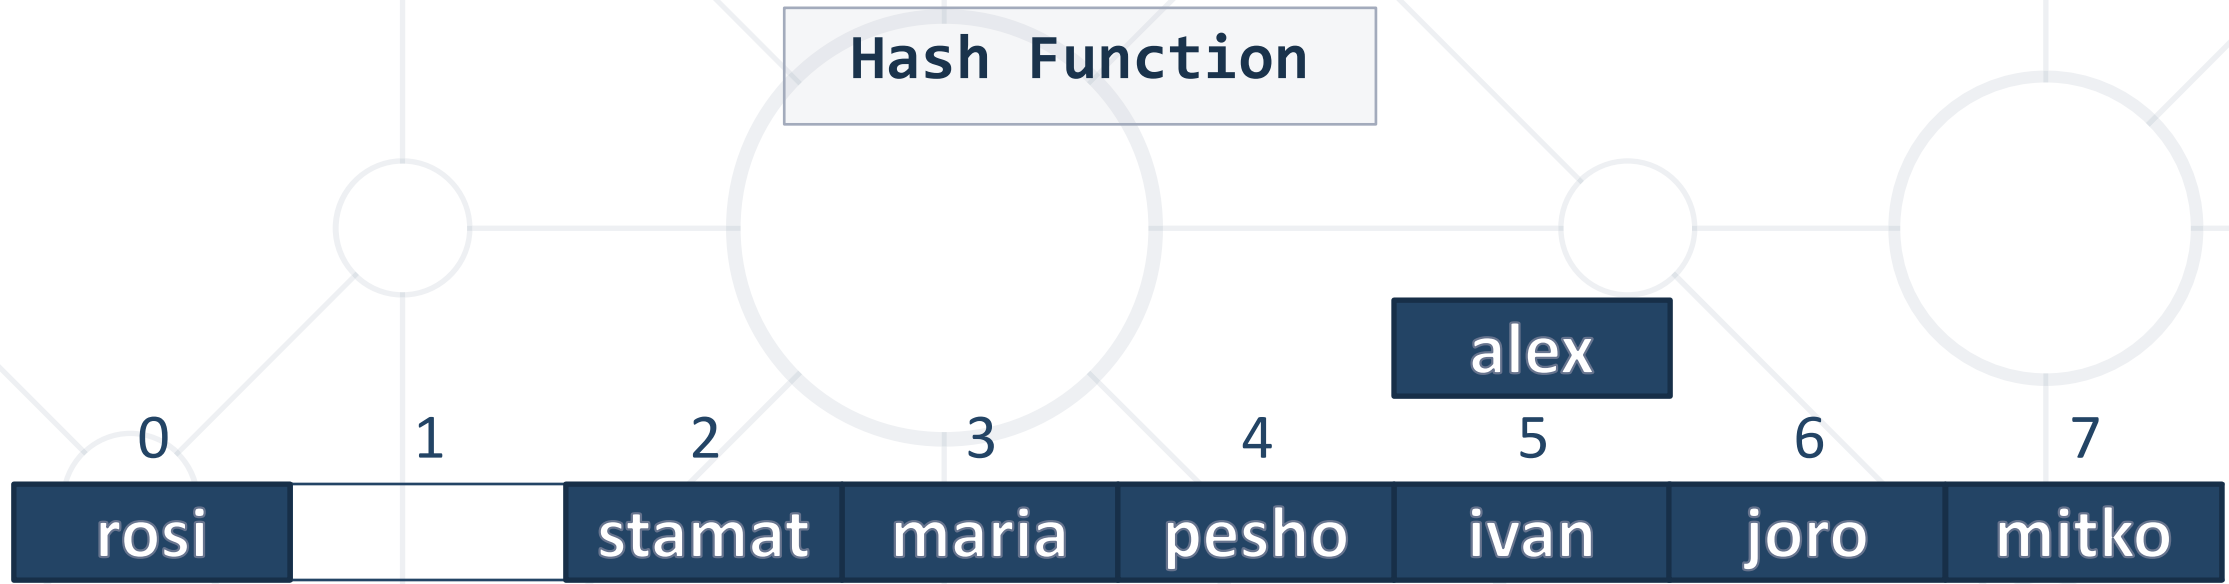 Hash Function
alex
0 1 2 3 4 5 6 7
rosi stamat maria pesho ivan joro mitko